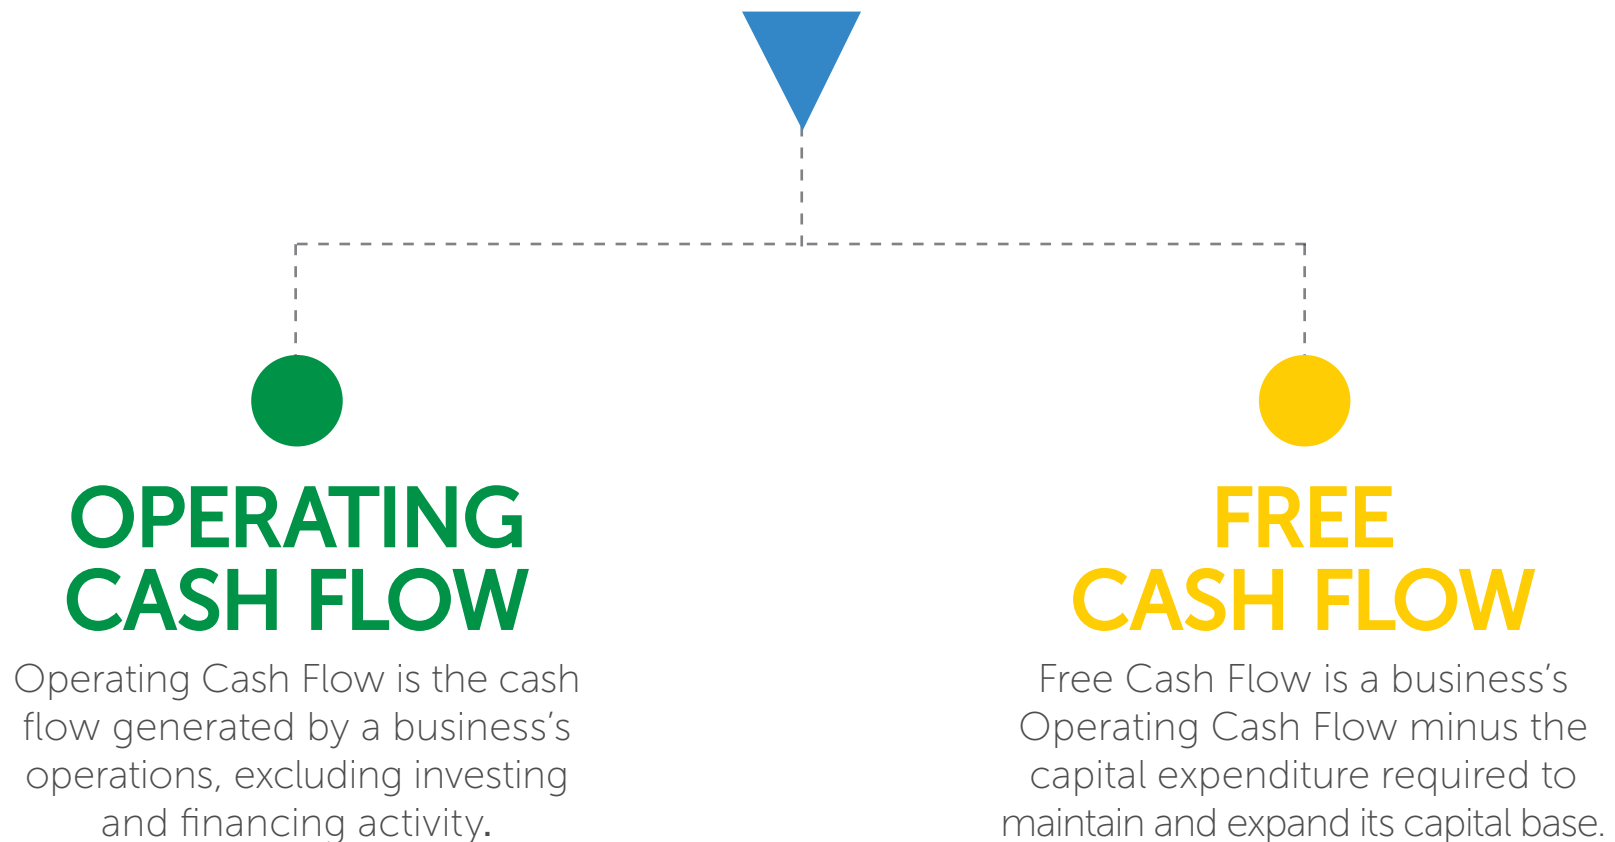 OPERATING
CASH FLOW
Operating Cash Flow is the cash
flow generated by a business’s
operations, excluding investing
and financing activity.
FREE
CASH FLOW
Free Cash Flow is a business’s
Operating Cash Flow minus the
capital expenditure required to
maintain and expand its capital base.